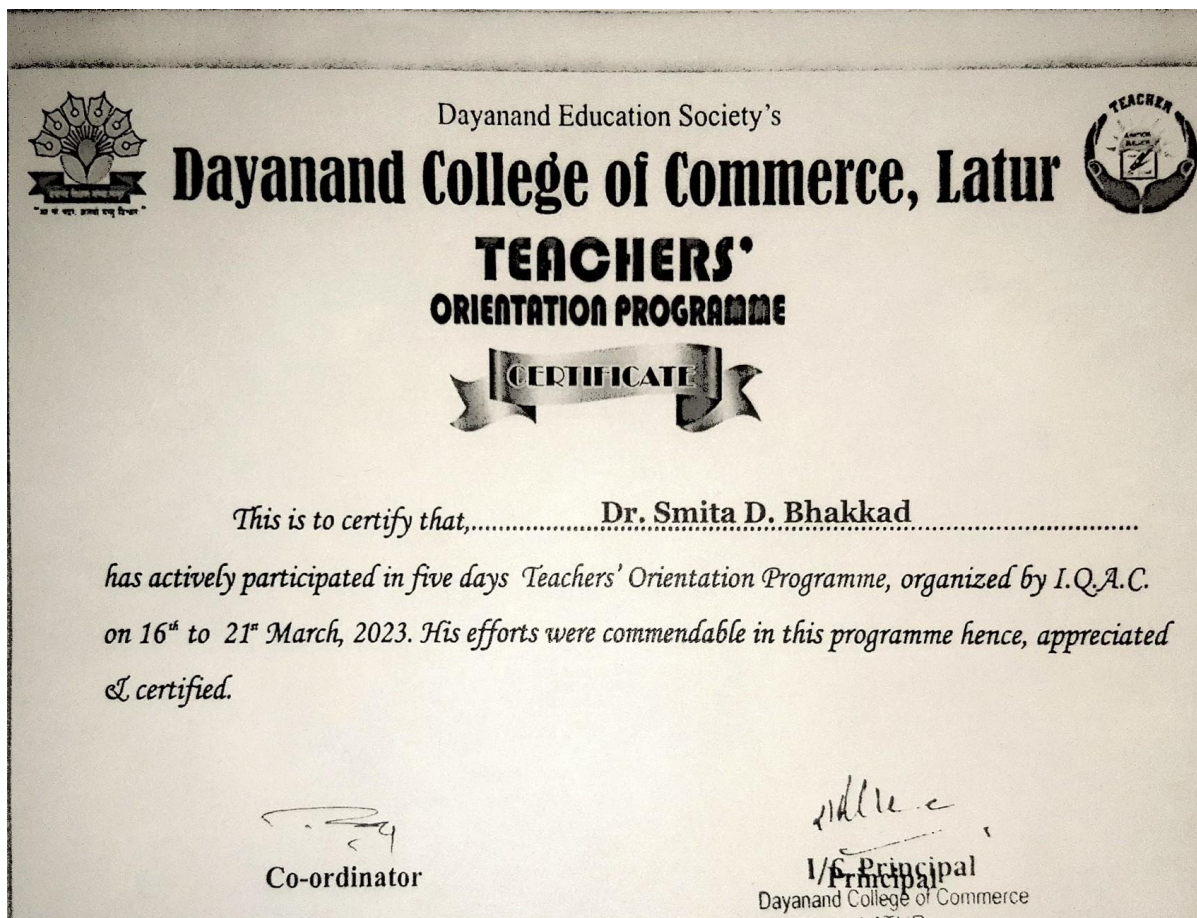 Dayanand Education Society's
Dayanand College of Commerce, Latur
TEACHER
TEACHERS'
ORIENTATION PROGRAMME
CERTIFICATE
This is to certify that,..................Dr. Smita D. Bhakkad..............................
has actively participated in five days Teachers' Orientation Programme, organized by I.Q.A.C.
on 16th to 21st March, 2023. His efforts were commendable in this programme hence, appreciated
& certified.
Co-ordinator
I/C Principal
Principal
Dayanand College of Commerce